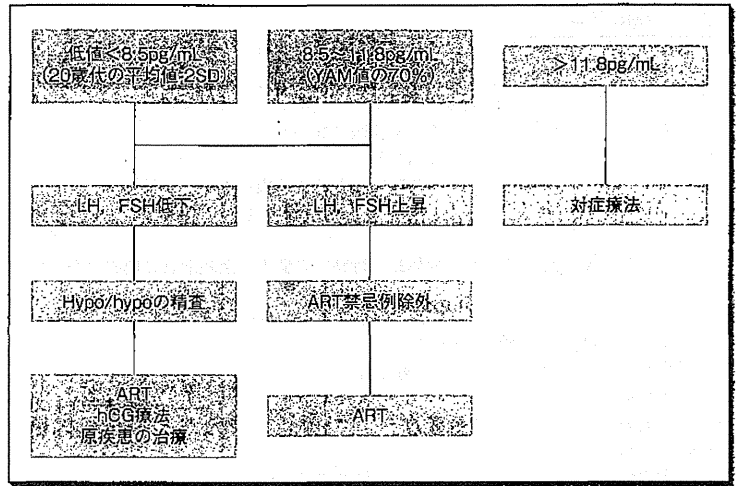 低値<8.5pg/mL
(20歳代の平均値-2SD)
8.5～11.8pg/mL
(YAM値の70%)
>11.8pg/mL
LH，FSH低下
LH，FSH上昇
対症療法
Hypo/hypoの精査
ART禁忌例除外
ART
hCG療法
原疾患の治療
ART